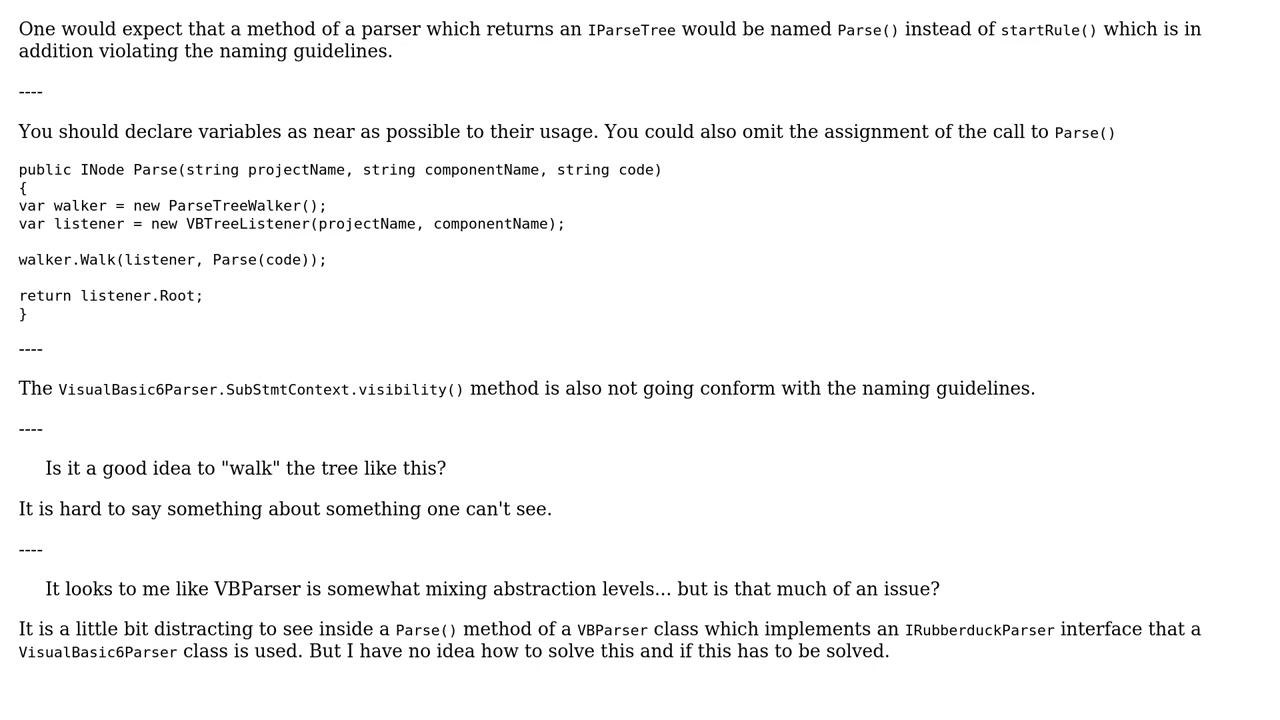 One would expect that a method of a parser which returns an IParseTree would be named Parse() instead of startRule() which is in
addition violating the naming guidelines.
----
You should declare variables as near as possible to their usage. You could also omit the assignment of the call to Parse()
public INode Parse(string projectName, string componentName, string code)
{
var walker = new ParseTreeWalker();
var listener = new VBTreeListener(projectName, componentName);
walker.Walk(listener, Parse(code));
return listener.Root;
}
----
The VisualBasic6Parser.SubStmtContext.visibility() method is also not going conform with the naming guidelines.
----
Is it a good idea to "walk" the tree like this?
It is hard to say something about something one can't see.
----
It looks to me like VBParser is somewhat mixing abstraction levels... but is that much of an issue?
It is a little bit distracting to see inside a Parse() method of a VBParser class which implements an IRubberduckParser interface that a
VisualBasic6Parser class is used. But I have no idea how to solve this and if this has to be solved.